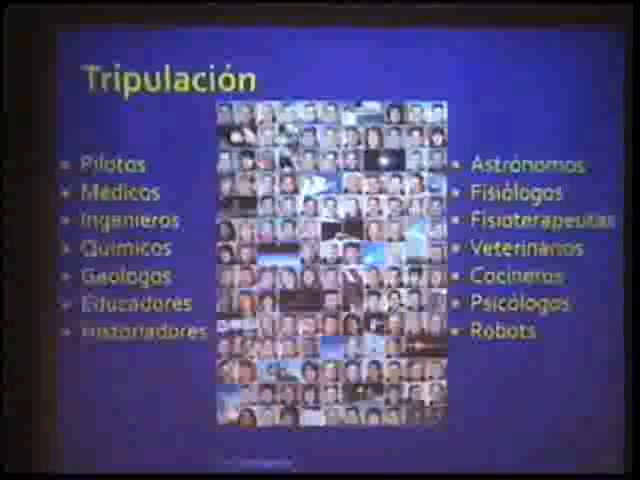 Tripulación
Pilotos
Médicos
Ingenieros
Químicos
Geólogos
Educadores
Historiadores
Astrónomos
Fisiólogos
Fisioterapeutas
Veterinarios
Cocineros
Psicólogos
Robots